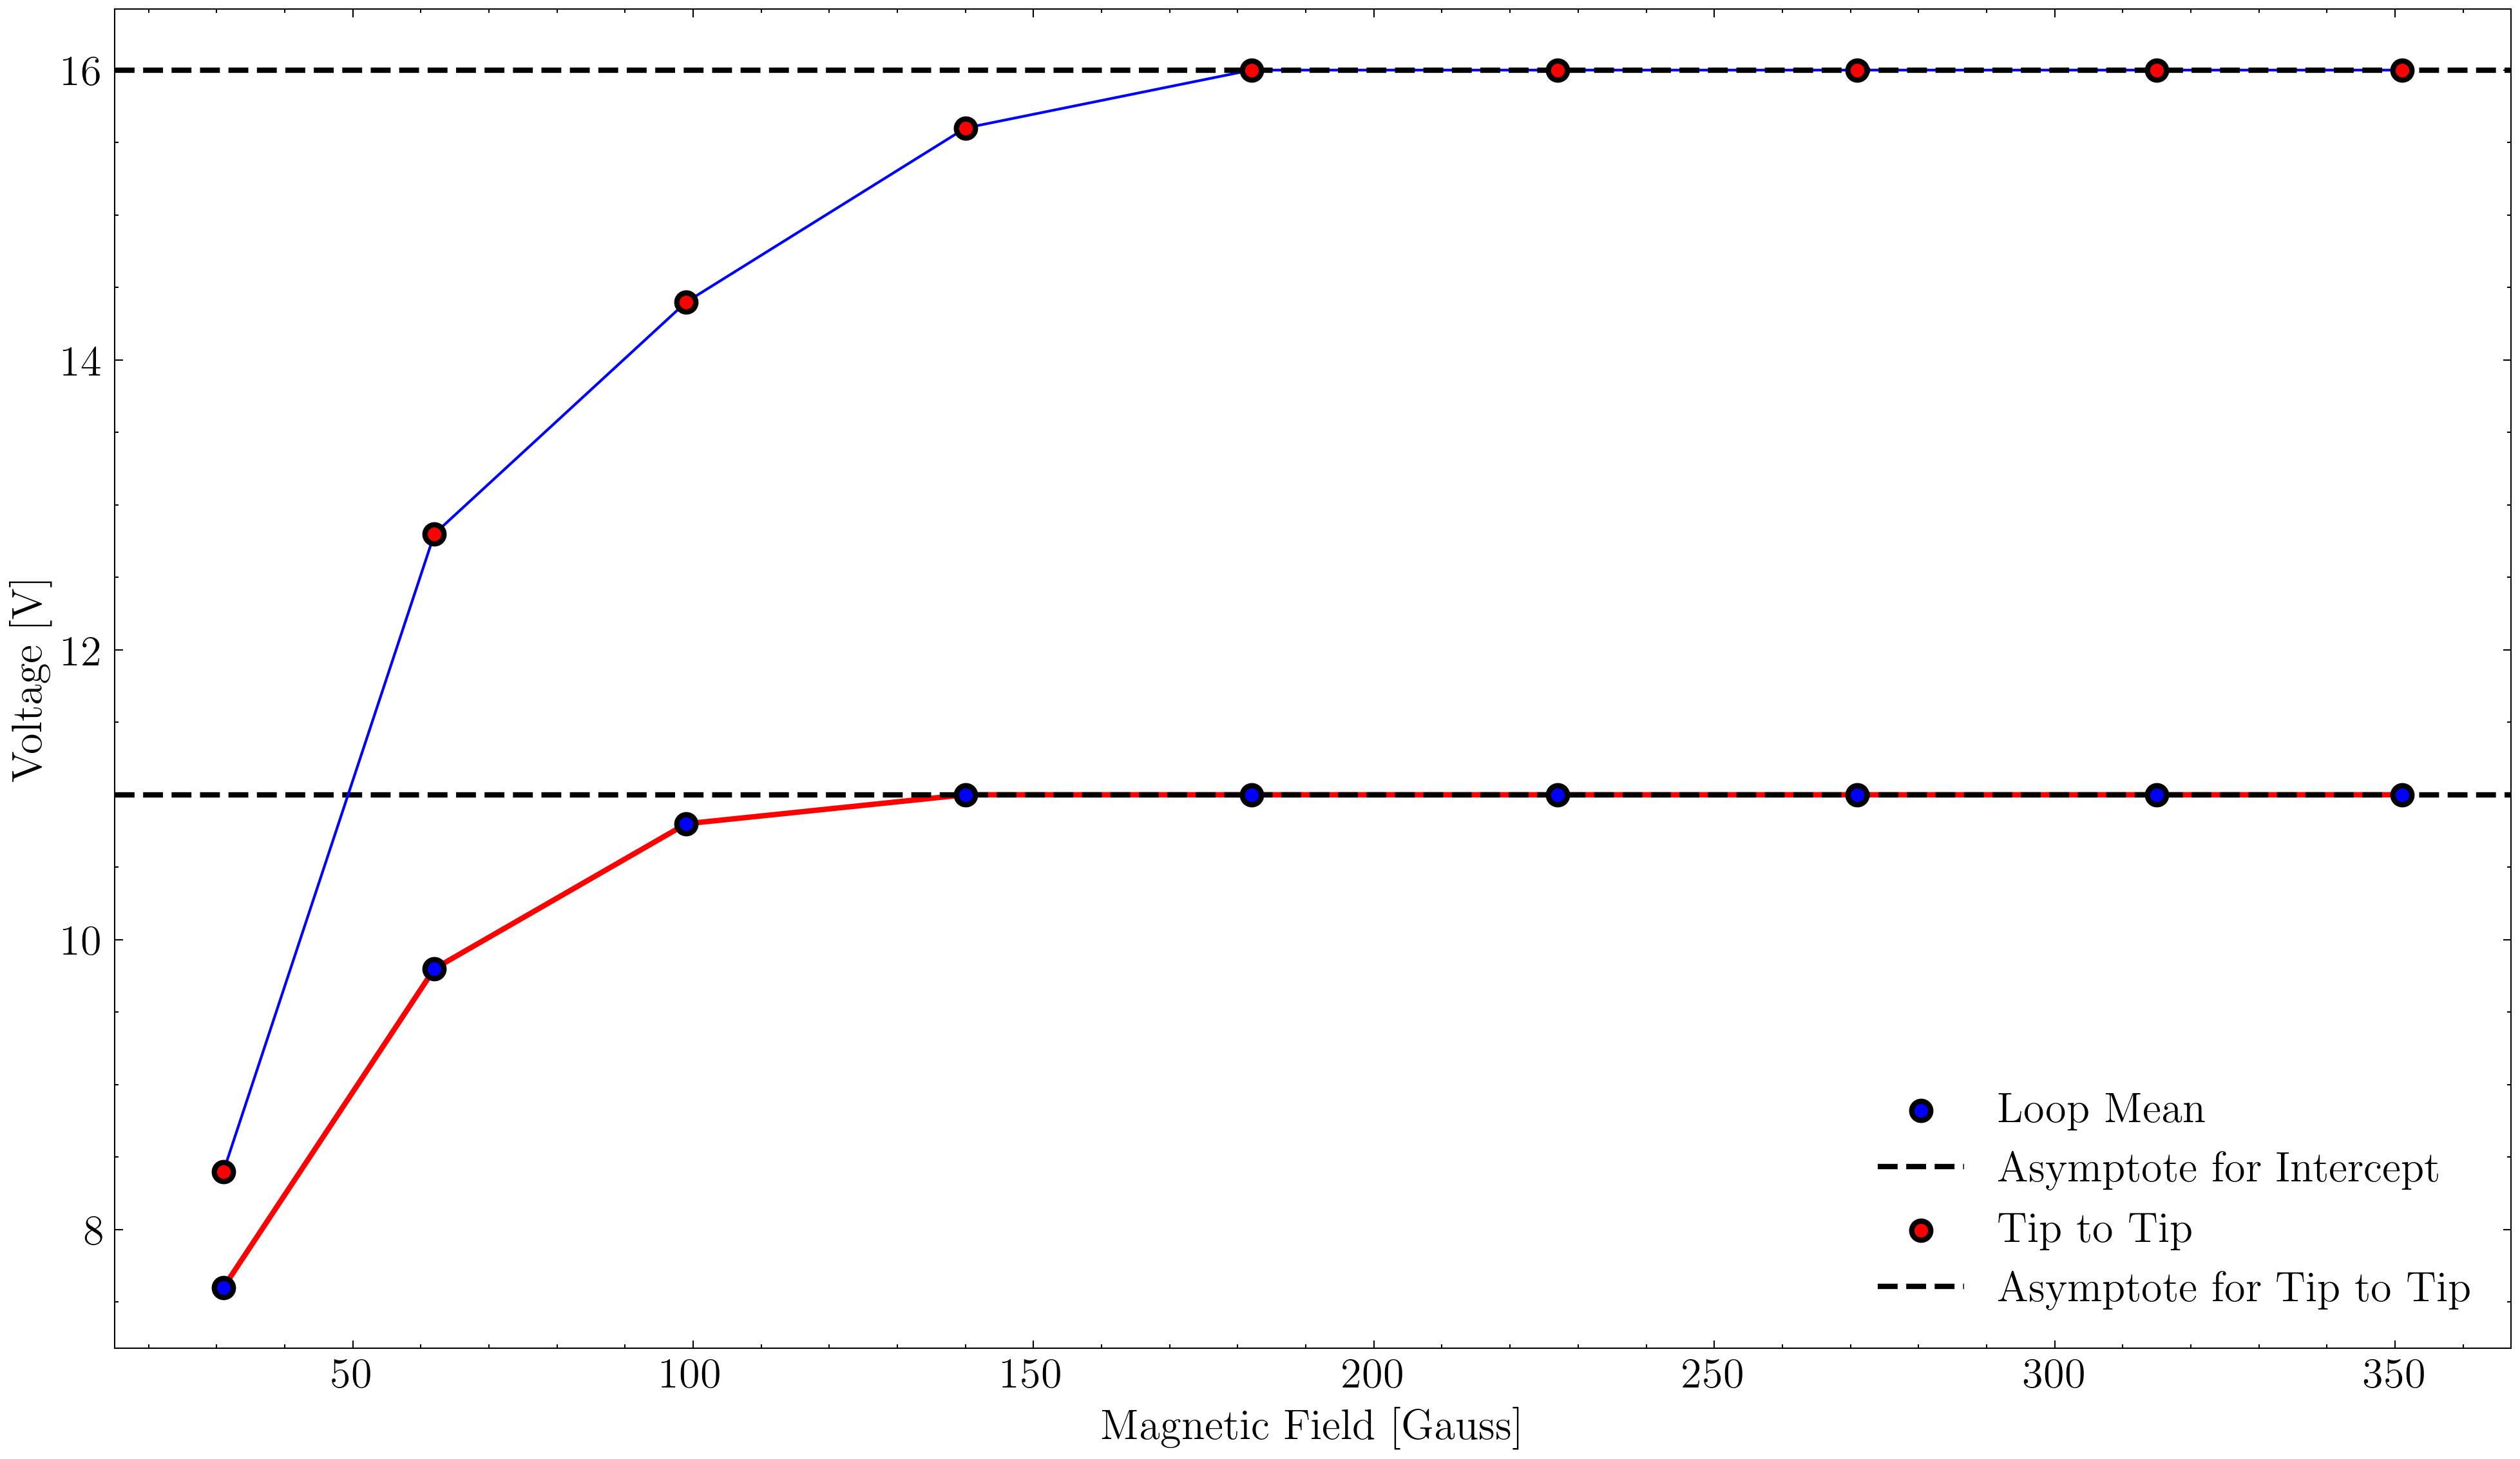 16
14
12
10
8
Voltage [V]
50 100 150 200 250 300 350
Magnetic Field [Gauss]
Loop Mean
Asymptote for Intercept
Tip to Tip
Asymptote for Tip to Tip